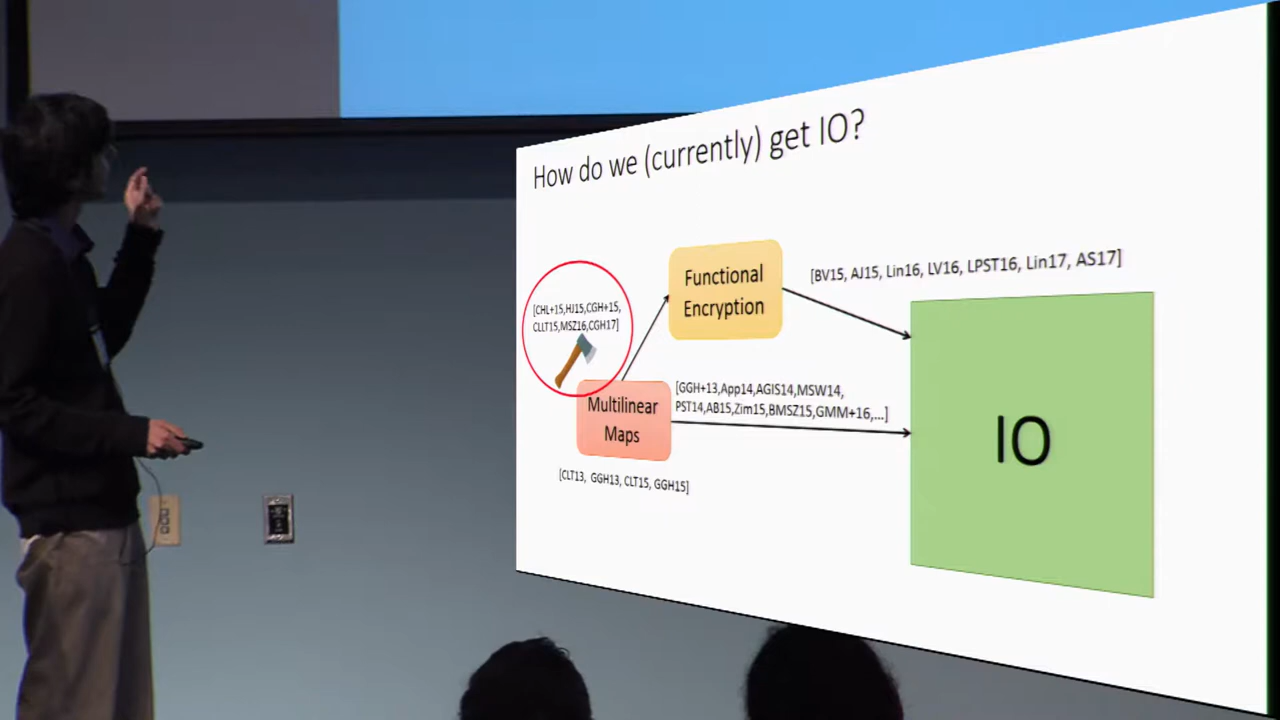 How do we (currently) get IO?
Functional
Encryption
[BV15, AJ15, Lin16, LV16, LPST16, Lin17, AS17]
[CHL+15,HJ15,CGH+15,
CLLT15,MSZ16,CGH17]
Multilinear
Maps
[GGH+13,App14,AGIS14,MSW14,
PST14,AB15,Zim15,BMSZ15,GMM+16,...]
IO
[CLT13, GGH13, CLT15, GGH15]